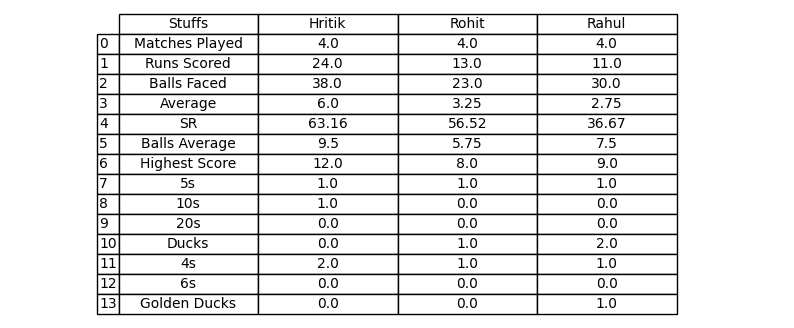 Stuffs Hritik Rohit Rahul
0 Matches Played 4.0 4.0 4.0
1 Runs Scored 24.0 13.0 11.0
2 Balls Faced 38.0 23.0 30.0
3 Average 6.0 3.25 2.75
4 SR 63.16 56.52 36.67
5 Balls Average 9.5 5.75 7.5
6 Highest Score 12.0 8.0 9.0
7 5s 1.0 1.0 1.0
8 10s 1.0 0.0 0.0
9 20s 0.0 0.0 0.0
10 Ducks 0.0 1.0 2.0
11 4s 2.0 1.0 1.0
12 6s 0.0 0.0 0.0
13 Golden Ducks 0.0 0.0 1.0